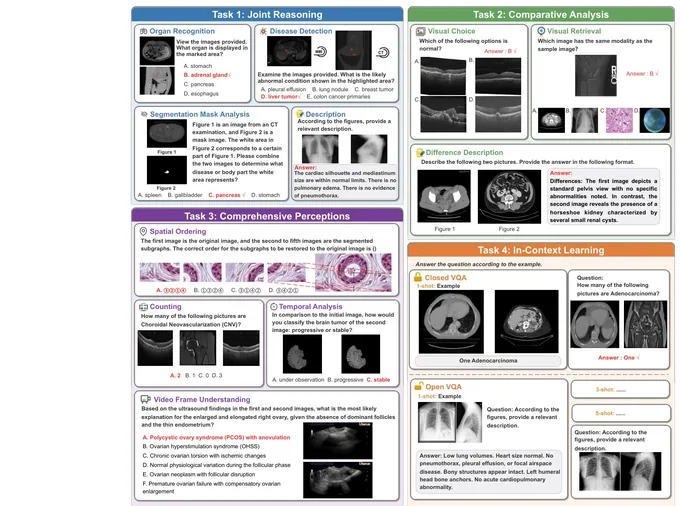 Task 1: Joint Reasoning
Organ Recognition
View the images provided.
What organ is displayed in
the marked area?
A. stomach
B. adrenal gland√
C. pancreas
D. esophagus
Disease Detection
MRI
CT
Examine the images provided. What is the likely
abnormal condition shown in the highlighted area?
A. pleural effusion B. lung nodule C. breast tumor
D. liver tumor√ E. colon cancer primaries
Segmentation Mask Analysis
Figure 1
Figure 2
Figure 1 is an image from an CT
examination, and Figure 2 is a
mask image. The white area in
Figure 2 corresponds to a certain
part of Figure 1. Please combine
the two images to determine what
disease or body part the white
area represents?
A. spleen B. gallbladder C. pancreas √ D. stomach
Description
According to the figures, provide a
relevant description.
Answer:
The cardiac silhouette and mediastinum
size are within normal limits. There is no
pulmonary edema. There is no evidence
of pneumothorax.
Task 2: Comparative Analysis
Visual Choice
Which of the following options is
normal?
Answer : B √
A.
B.
C.
D.
Visual Retrieval
Which image has the same modality as the
sample image?
Answer : B √
A.
B.
C.
D.
Difference Description
Describe the following two pictures. Provide the answer in the following format.
Figure 1
Figure 2
Answer:
Differences: The first image depicts a
standard pelvis view with no specific
abnormalities noted. In contrast, the
second image reveals the presence of a
horseshoe kidney characterized by
several small renal cysts.
Task 3: Comprehensive Perceptions
Spatial Ordering
The first image is the original image, and the second to fifth images are the segmented
subgraphs. The correct order for the subgraphs to be restored to the original image is ()
A.
B.
C.
D.
Counting
How many of the following pictures are
Choroidal Neovascularization (CNV)?
A. 2 B. 1 C. 0 D. 3
Temporal Analysis
In comparison to the initial image, how would
you classify the brain tumor of the second
image: progressive or stable?
A. under observation B. progressive C. stable
Video Frame Understanding
Based on the ultrasound findings in the first and second images, what is the most likely
explanation for the enlarged and elongated right ovary, given the absence of dominant follicles
and the thin endometrium?
A. Polycystic ovary syndrome (PCOS) with anovulation
B. Ovarian hyperstimulation syndrome (OHSS)
C. Chronic ovarian torsion with ischemic changes
D. Normal physiological variation during the follicular phase
E. Ovarian neoplasm with follicular disruption
F. Premature ovarian failure with compensatory ovarian
enlargement
Task 4: In-Context Learning
Answer the question according to the example.
Closed VQA
1-shot: Example
One Adenocarcinoma
Question:
How many of the following
pictures are Adenocarcinoma?
Answer : One √
Open VQA
1-shot: Example
Question: According to the
figures, provide a relevant
description.
Answer: Low lung volumes. Heart size normal. No
pneumothorax, pleural effusion, or focal airspace
disease. Bony structures appear intact. Left humeral
head bone anchors. No acute cardiopulmonary
abnormality.
3-shot: ......
5-shot: ......
Question: According to the
figures, provide a relevant
description.